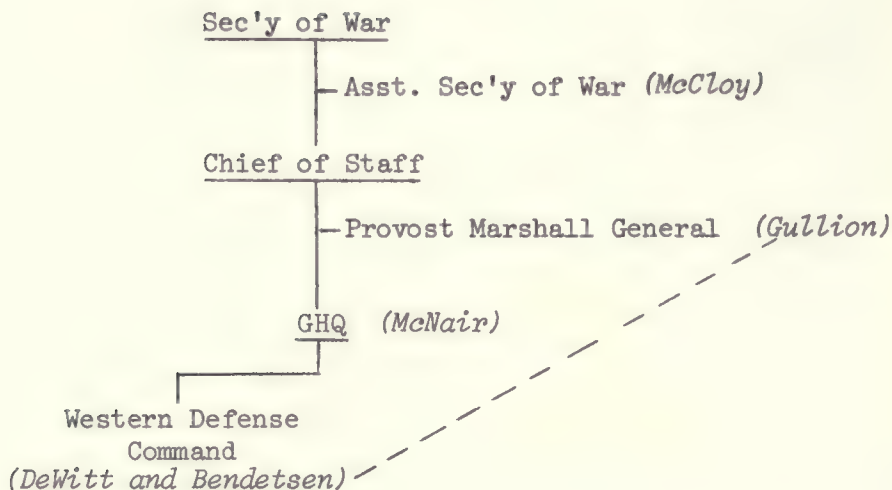 Sec'y of War
Asst. Sec'y of War (McCloy)
Chief of Staff
Provost Marshall General (Gullion)
GHQ (McNair)
Western Defense
Command
(DeWitt and Bendetsen)